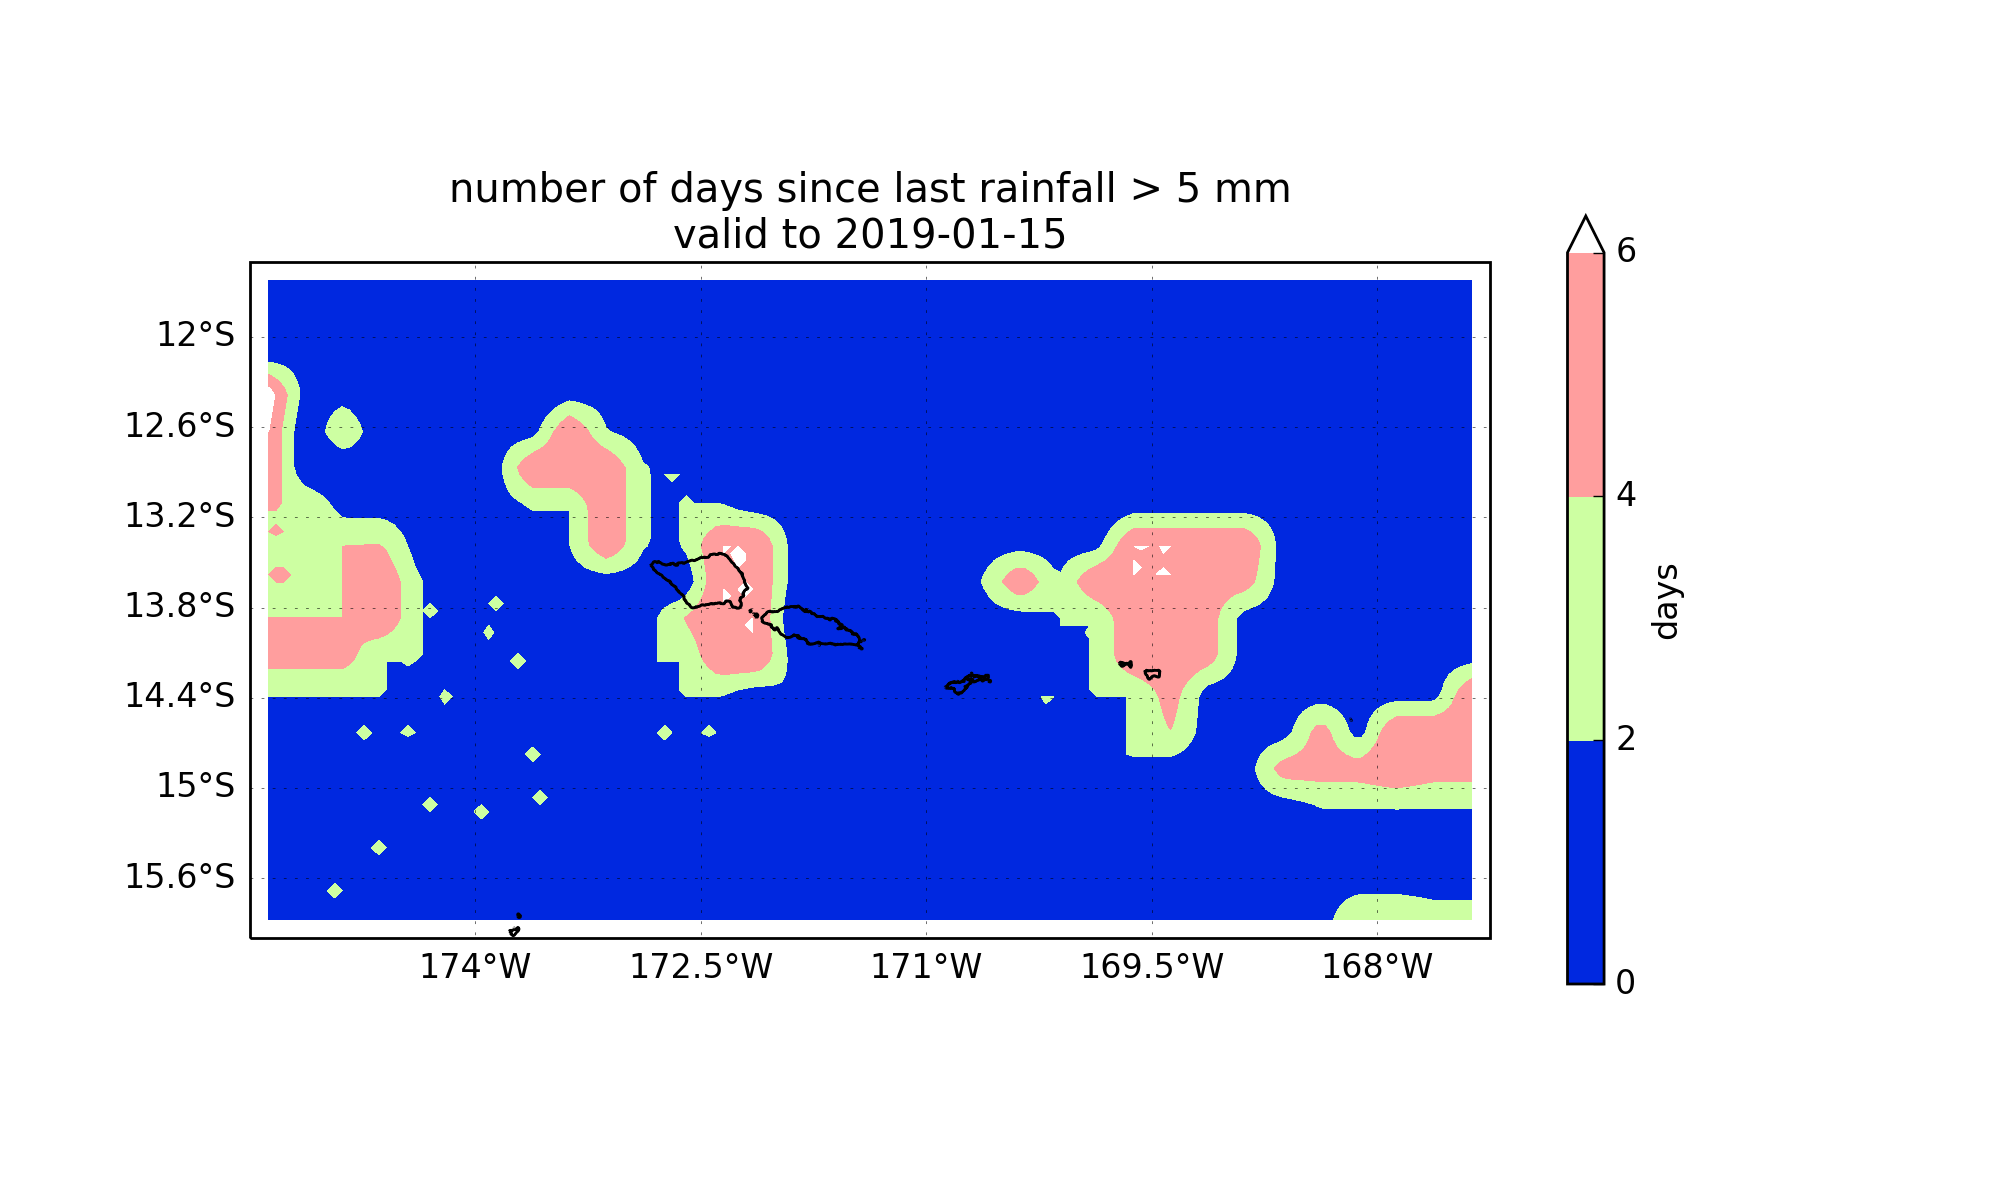 number of days since last rainfall > 5 mm
valid to 2019-01-15
12°S
12.6°S
13.2°S
13.8°S
14.4°S
15°S
15.6°S
174°W 172.5°W 171°W 169.5°W 168°W
6
4
2
0
days